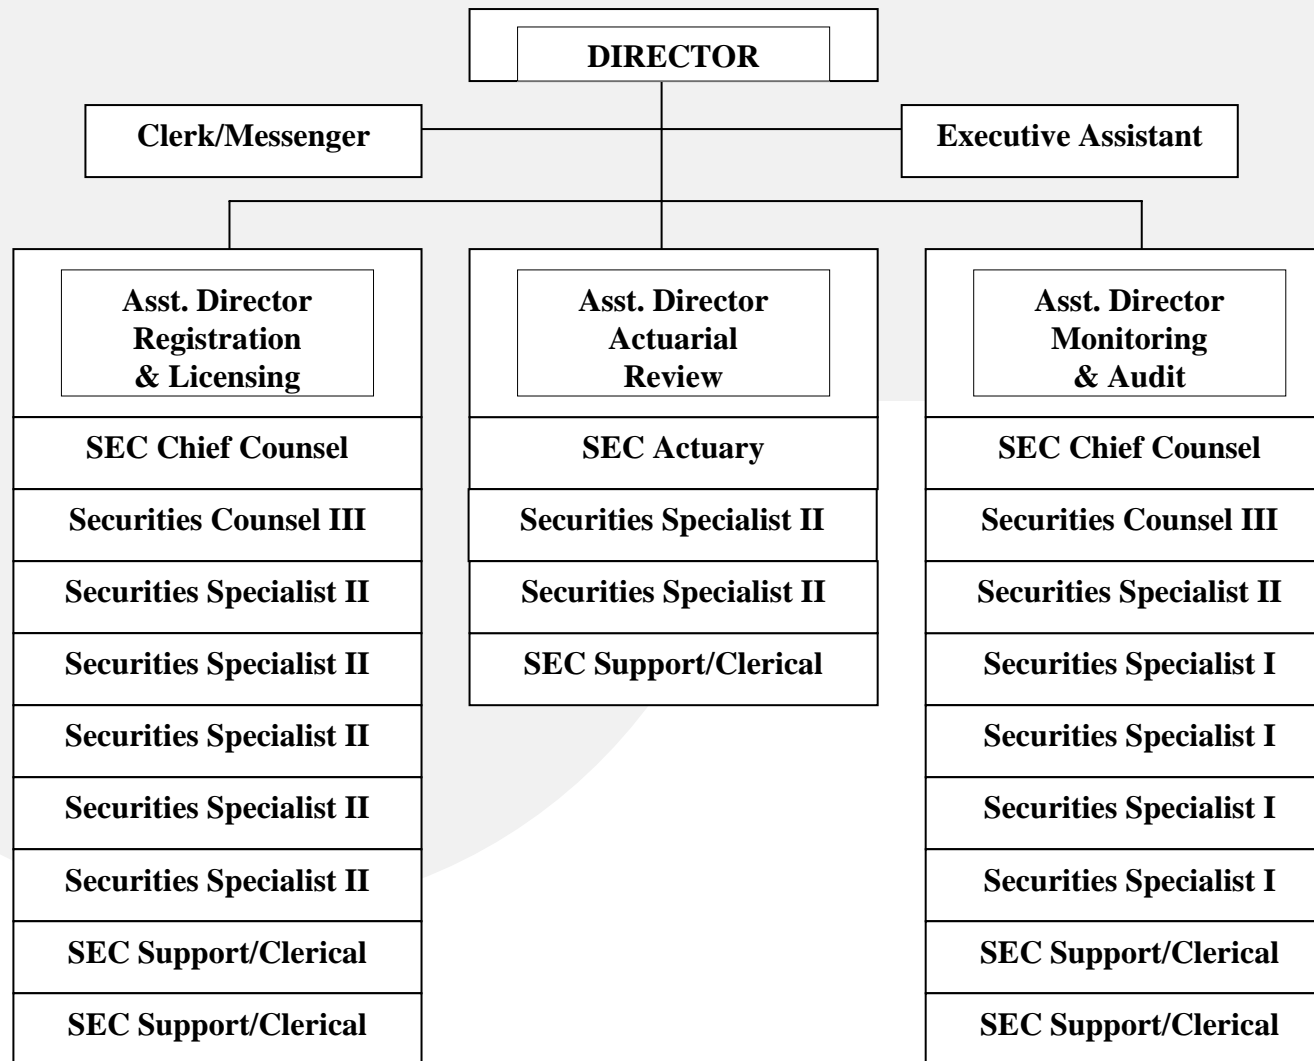 DIRECTOR
Clerk/Messenger
Executive Assistant
Asst. Director
Registration
& Licensing
SEC Chief Counsel
Securities Counsel III
Securities Specialist II
Securities Specialist II
Securities Specialist II
Securities Specialist II
Securities Specialist II
SEC Support/Clerical
SEC Support/Clerical
Asst. Director
Actuarial
Review
SEC Actuary
Securities Specialist II
Securities Specialist II
SEC Support/Clerical
Asst. Director
Monitoring
& Audit
SEC Chief Counsel
Securities Counsel III
Securities Specialist II
Securities Specialist I
Securities Specialist I
Securities Specialist I
Securities Specialist I
SEC Support/Clerical
SEC Support/Clerical